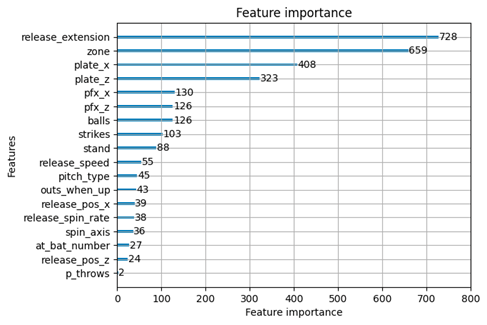 Feature importance
release_extension 728
zone 659
plate_x 408
plate_z 323
pfx_x 130
pfx_z 126
balls 126
strikes 103
stand 88
release_speed 55
pitch_type 45
outs_when_up 43
release_pos_x 39
release_spin_rate 38
spin_axis 36
at_bat_number 27
release_pos_z 24
p_throws 2
Features
0 100 200 300 400 500 600 700 800
Feature importance